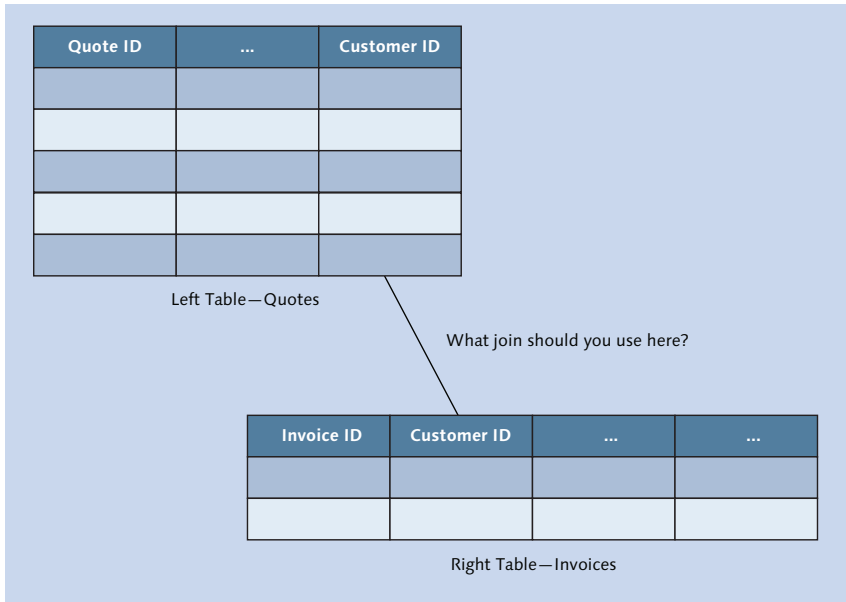 Quote ID ... Customer ID
Left Table—Quotes
What join should you use here?
Invoice ID Customer ID ... ...
Right Table—Invoices